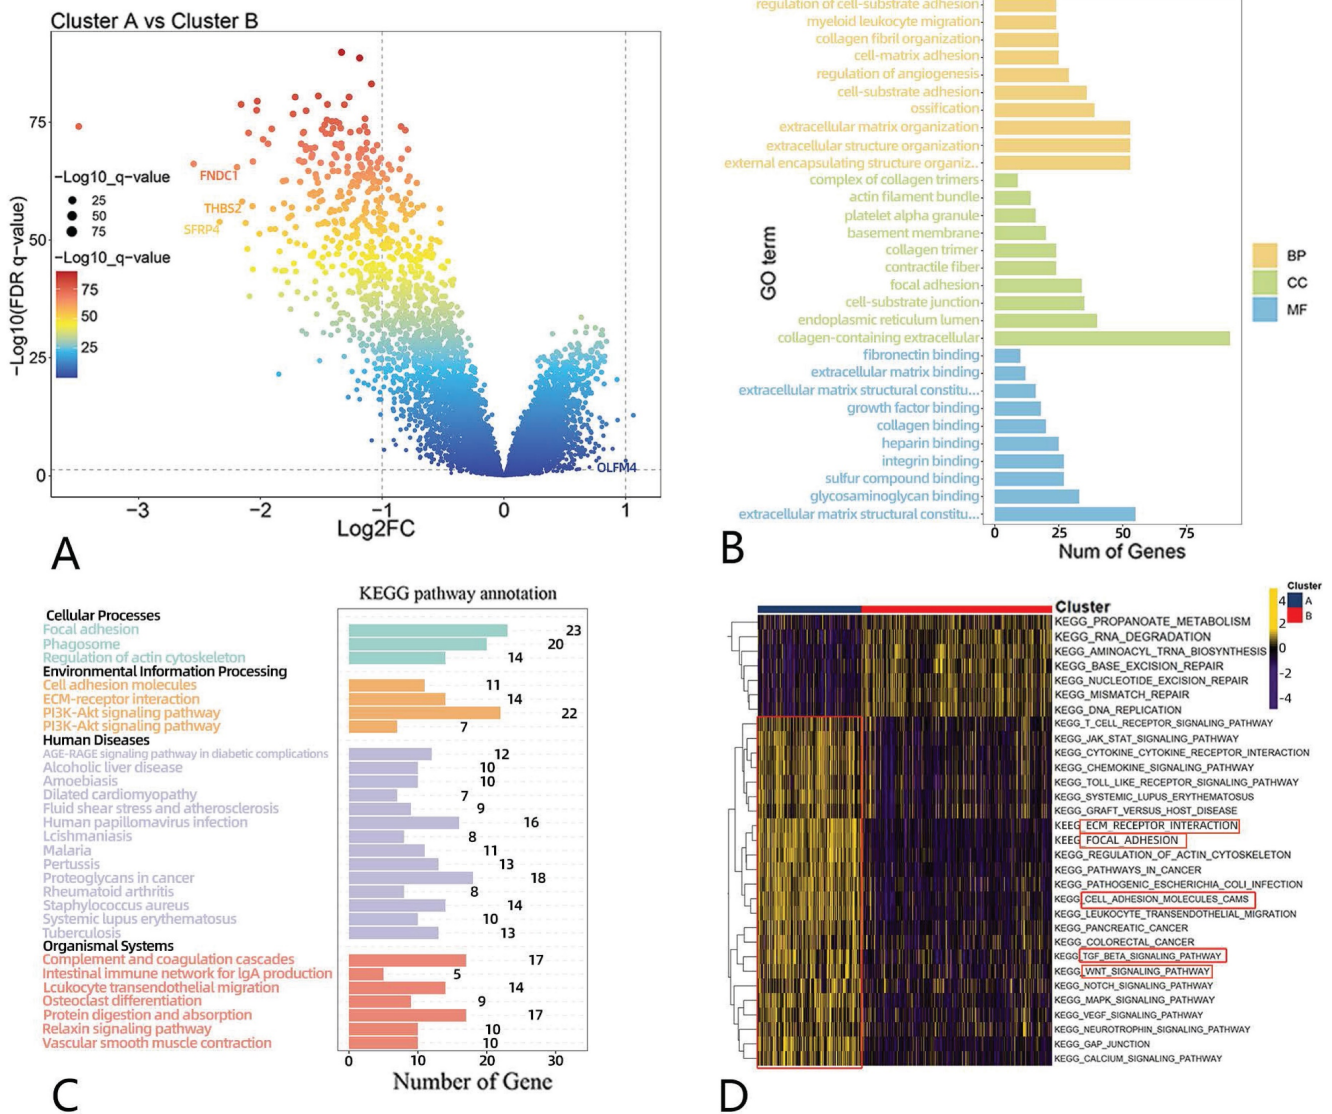 Cluster A vs Cluster B
−Log10(FDR q−value)
75
50
25
0
−3
−2
−1
0
1
Log2FC
FNDC1
THBS2
SFRP4
OLFM4
−Log10_q−value
25
50
75
−Log10_q−value
75
50
25
A
GO term
regulation of cell-substrate adhesion
myeloid leukocyte migration
collagen fibril organization
cell-matrix adhesion
regulation of angiogenesis
cell-substrate adhesion
ossification
extracellular matrix organization
extracellular structure organization
external encapsulating structure organiz..
complex of collagen trimers
actin filament bundle
platelet alpha granule
basement membrane
collagen trimer
contractile fiber
focal adhesion
cell-substrate junction
endoplasmic reticulum lumen
collagen-containing extracellular
fibronectin binding
extracellular matrix binding
extracellular matrix structural constitu...
growth factor binding
collagen binding
heparin binding
integrin binding
sulfur compound binding
glycosaminoglycan binding
extracellular matrix structural constitu...
0
25
50
75
Num of Genes
BP
CC
MF
B
KEGG pathway annotation
Cellular Processes
Focal adhesion 23
Phagosome 20
Regulation of actin cytoskeleton 14
Environmental Information Processing
Cell adhesion molecules 11
ECM-receptor interaction 14
PI3K-Akt signaling pathway 22
PI3K-Akt signaling pathway 7
Human Diseases
AGE-RAGE signaling pathway in diabetic complications 12
Alcoholic liver disease 10
Amoebiasis 10
Dilated cardiomyopathy 7
Fluid shear stress and atherosclerosis 9
Human papillomavirus infection 16
Lcishmaniasis 8
Malaria 11
Pertussis 13
Proteoglycans in cancer 18
Rheumatoid arthritis 8
Staphylococcus aureus 14
Systemic lupus erythematosus 10
Tuberculosis 13
Organismal Systems
Complement and coagulation cascades 17
Intestinal immune network for lgA production 5
Lcukocyte transendothelial migration 14
Osteoclast differentiation 9
Protein digestion and absorption 17
Relaxin signaling pathway 10
Vascular smooth muscle contraction 10
0
10
20
30
Number of Gene
C
Cluster
KEGG_PROPANOATE_METABOLISM
KEGG_RNA_DEGRADATION
KEGG_AMINOACYL_TRNA_BIOSYNTHESIS
KEGG_BASE_EXCISION_REPAIR
KEGG_NUCLEOTIDE_EXCISION_REPAIR
KEGG_MISMATCH_REPAIR
KEGG_DNA_REPLICATION
KEGG_T_CELL_RECEPTOR_SIGNALING_PATHWAY
KEGG_JAK_STAT_SIGNALING_PATHWAY
KEGG_CYTOKINE_CYTOKINE_RECEPTOR_INTERACTION
KEGG_CHEMOKINE_SIGNALING_PATHWAY
KEGG_TOLL_LIKE_RECEPTOR_SIGNALING_PATHWAY
KEGG_SYSTEMIC_LUPUS_ERYTHEMATOSUS
KEGG_GRAFT_VERSUS_HOST_DISEASE
KEEG_ECM_RECEPTOR_INTERACTION
KEEG_FOCAL_ADHESION
KEGG_REGULATION_OF_ACTIN_CYTOSKELETON
KEGG_PATHWAYS_IN_CANCER
KEGG_PATHOGENIC_ESCHERICHIA_COLI_INFECTION
KEGG_CELL_ADHESION_MOLECULES_CAMS
KEGG_LEUKOCYTE_TRANSENDOTHELIAL_MIGRATION
KEGG_PANCREATIC_CANCER
KEGG_COLORECTAL_CANCER
KEGG_TGF_BETA_SIGNALING_PATHWAY
KEGG_WNT_SIGNALING_PATHWAY
KEGG_NOTCH_SIGNALING_PATHWAY
KEGG_MAPK_SIGNALING_PATHWAY
KEGG_VEGF_SIGNALING_PATHWAY
KEGG_NEUROTROPHIN_SIGNALING_PATHWAY
KEGG_GAP_JUNCTION
KEGG_CALCIUM_SIGNALING_PATHWAY
4
2
0
-2
-4
Cluster
A
B
D